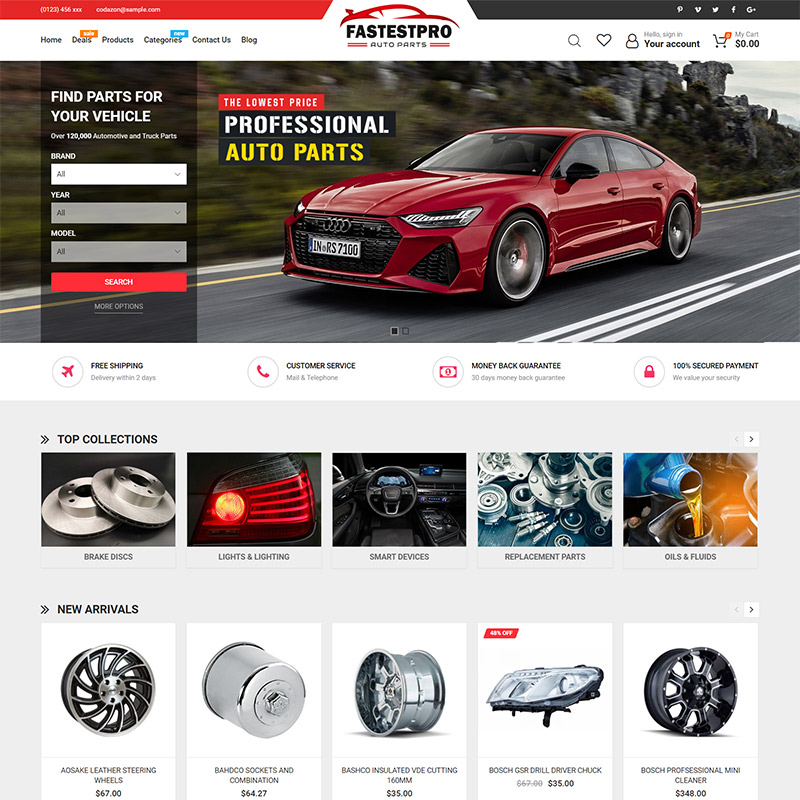 (0123) 456 xxx codazon@sample.com
FASTESTPRO
AUTO PARTS
Home Deals Products Categories Contact Us Blog
sale
new
Hello, sign in
Your account
0
My Cart
$0.00
FIND PARTS FOR
YOUR VEHICLE
Over 120,000 Automotive and Truck Parts
BRAND
All
YEAR
All
MODEL
All
SEARCH
MORE OPTIONS
THE LOWEST PRICE
PROFESSIONAL
AUTO PARTS
IN RS 7100
FREE SHIPPING
Delivery within 2 days
CUSTOMER SERVICE
Mail & Telephone
MONEY BACK GUARANTEE
30 days money back guarantee
100% SECURED PAYMENT
We value your security
TOP COLLECTIONS
BRAKE DISCS
LIGHTS & LIGHTING
SMART DEVICES
REPLACEMENT PARTS
OILS & FLUIDS
NEW ARRIVALS
AOSAKE LEATHER STEERING
WHEELS
$67.00
BAHDCO SOCKETS AND
COMBINATION
$64.27
BASHCO INSULATED VDE CUTTING
160MM
$35.00
48% OFF
BOSCH GSR DRILL DRIVER CHUCK
$67.00 $35.00
BOSCH PROFSESSIONAL MINI
CLEANER
$348.00